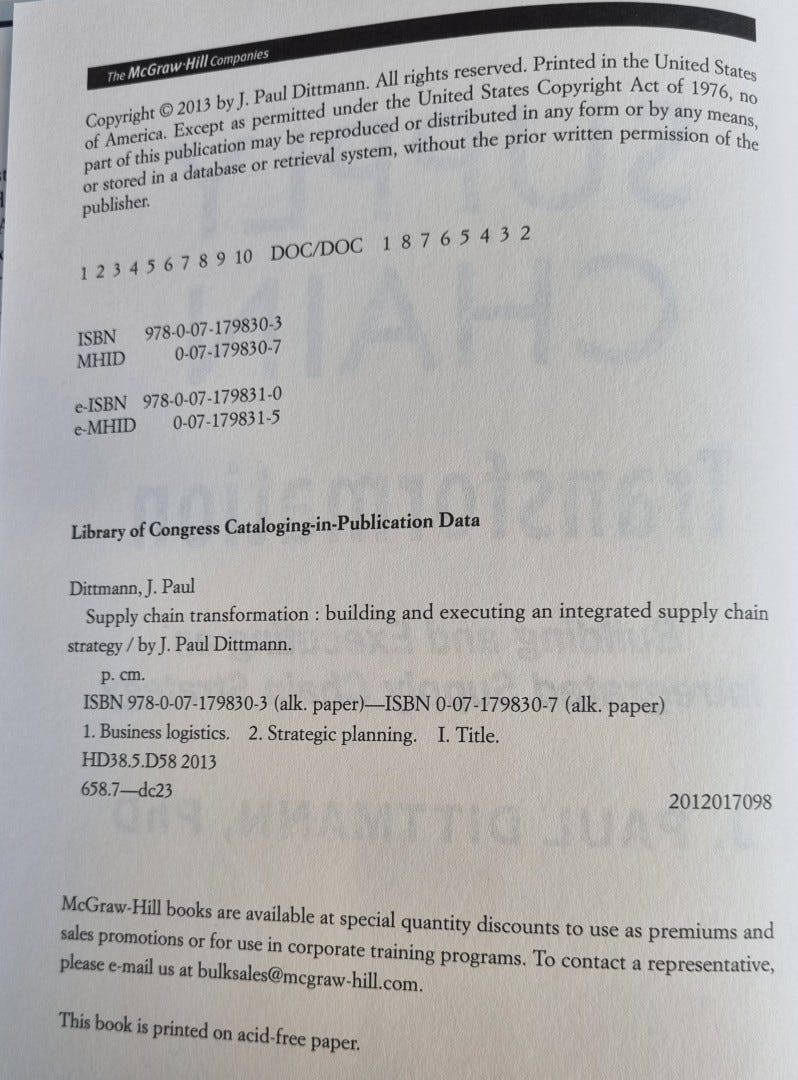 The McGraw·Hill Companies
Copyright © 2013 by J. Paul Dittmann. All rights reserved. Printed in the United States
of America. Except as permitted under the United States Copyright Act of 1976, no
part of this publication may be reproduced or distributed in any form or by any means,
or stored in a database or retrieval system, without the prior written permission of the
publisher.
1 2 3 4 5 6 7 8 9 10 DOC/DOC 1 8 7 6 5 4 3 2
ISBN 978-0-07-179830-3
MHID 0-07-179830-7
e-ISBN 978-0-07-179831-0
e-MHID 0-07-179831-5
Library of Congress Cataloging-in-Publication Data
Dittmann, J. Paul
Supply chain transformation : building and executing an integrated supply chain
strategy / by J. Paul Dittmann.
p. cm.
ISBN 978-0-07-179830-3 (alk. paper)—ISBN 0-07-179830-7 (alk. paper)
1. Business logistics. 2. Strategic planning. I. Title.
HD38.5.D58 2013
658.7—dc23
2012017098
McGraw-Hill books are available at special quantity discounts to use as premiums and
sales promotions or for use in corporate training programs. To contact a representative,
please e-mail us at bulksales@mcgraw-hill.com.
This book is printed on acid-free paper.